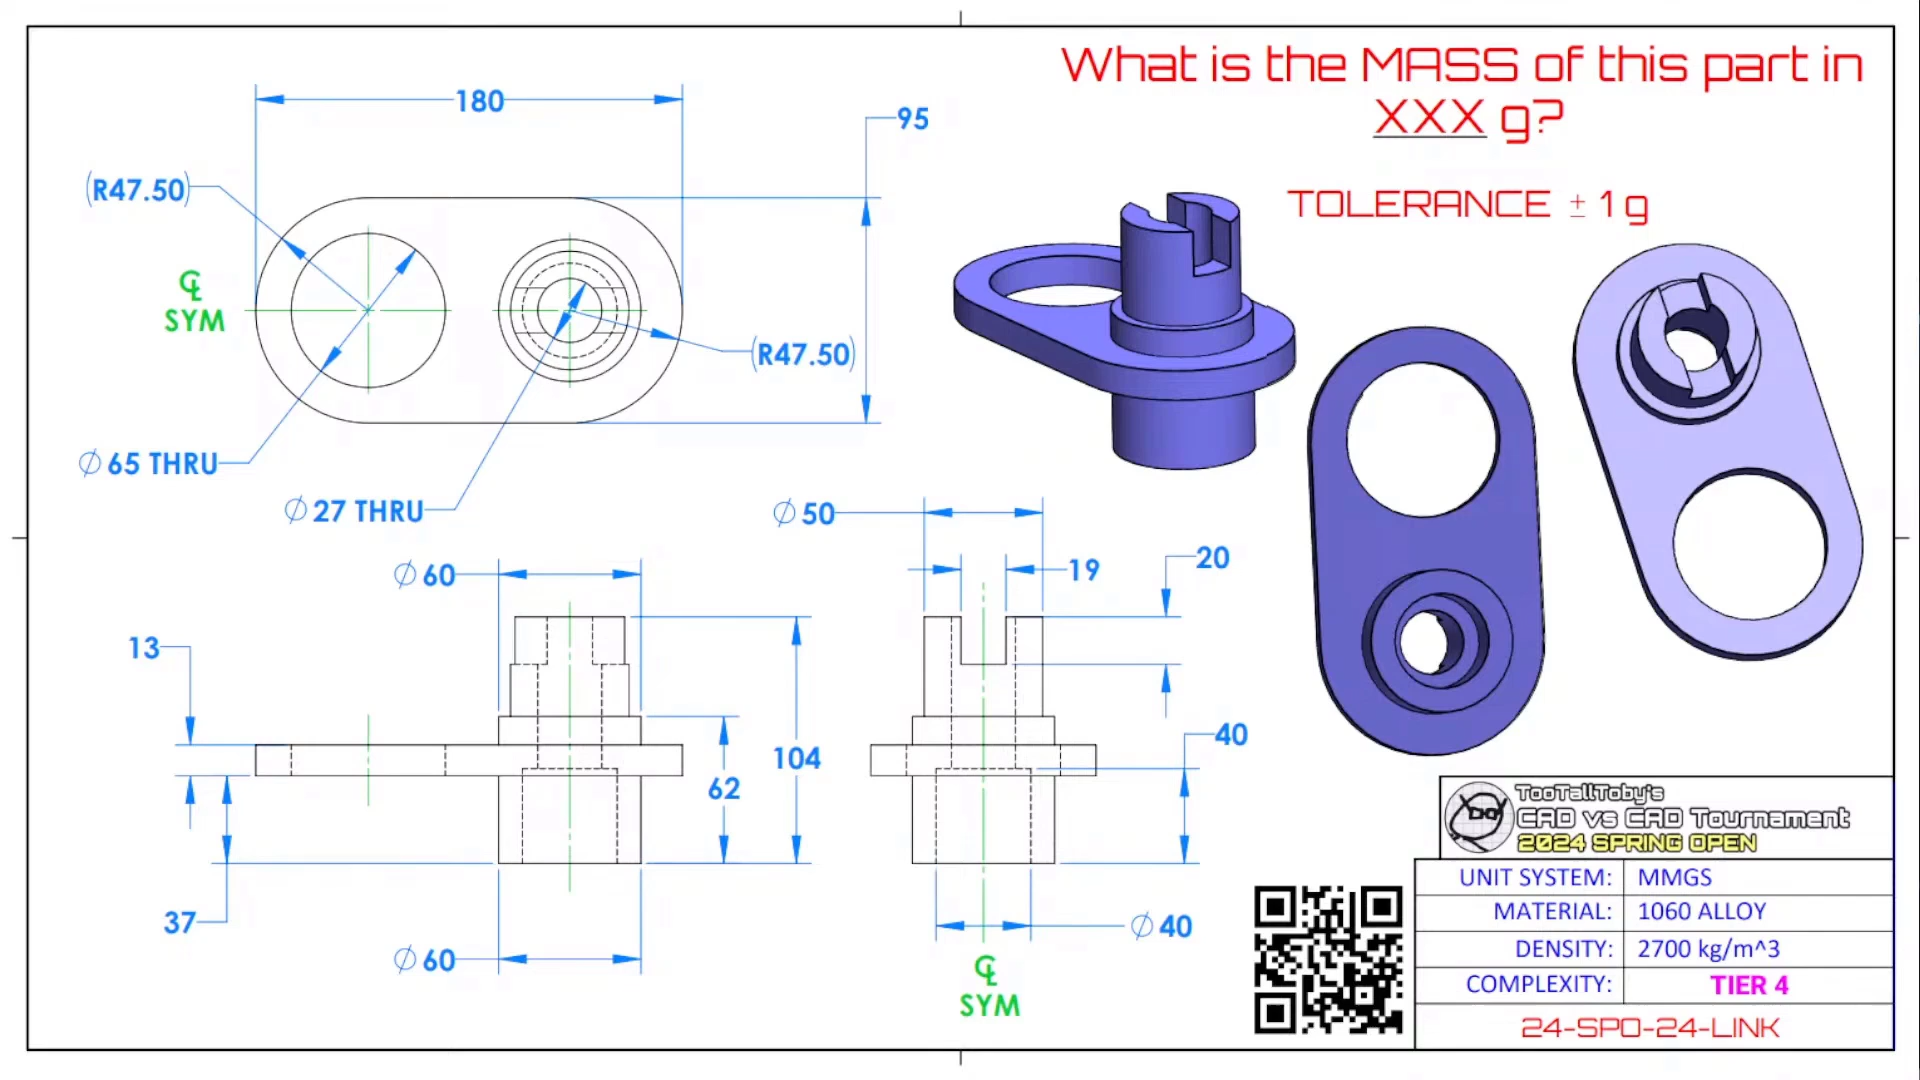 What is the MASS of this part in
XXX g?
TOLERANCE ± 1 g
180
95
(R47.50)
℄
SYM
(R47.50)
Ø 65 THRU
Ø 27 THRU
Ø 50
20
19
Ø 60
13
40
104
62
37
Ø 60
Ø 40
℄
SYM
TooTallToby's
CAD vs CAD Tournament
2024 SPRING OPEN
UNIT SYSTEM: MMGS
MATERIAL: 1060 ALLOY
DENSITY: 2700 kg/m^3
COMPLEXITY: TIER 4
24-SPO-24-LINK